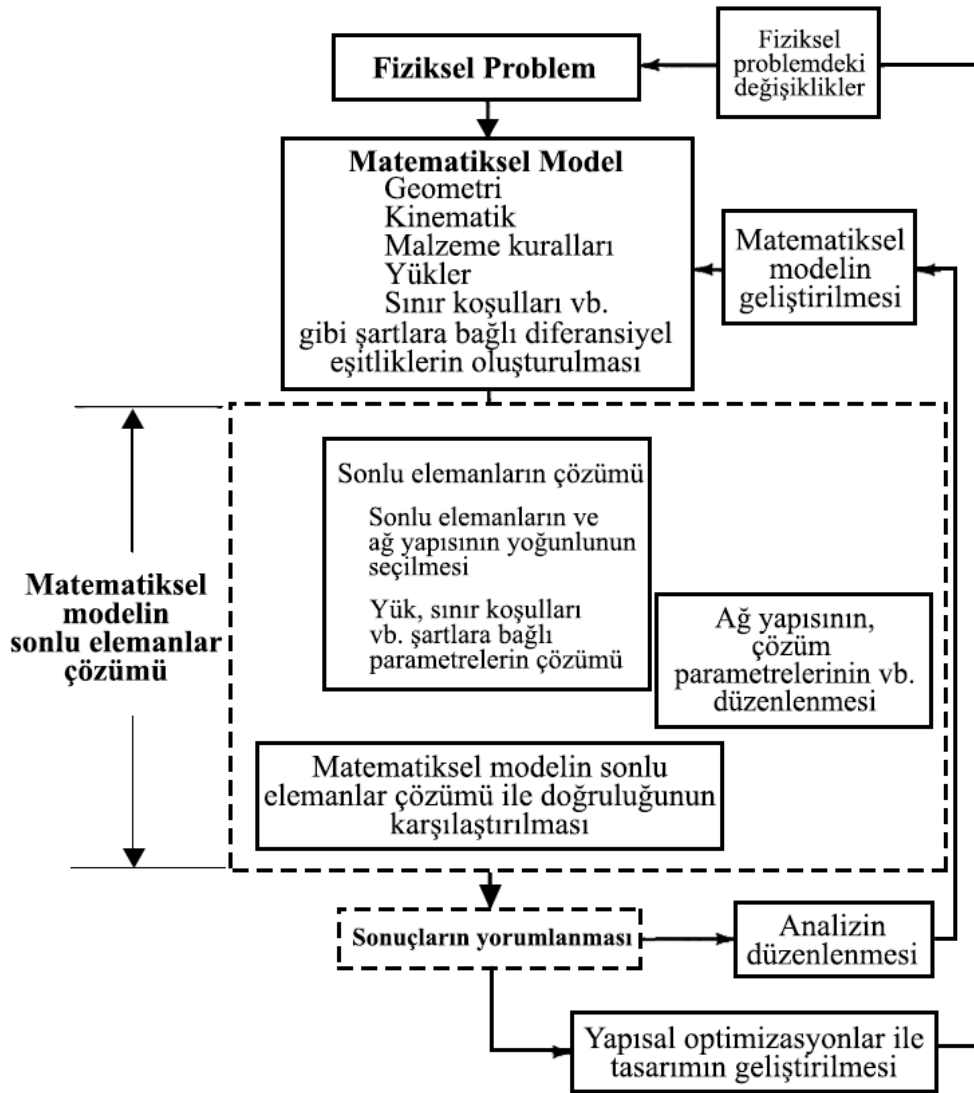 Fiziksel Problem
Fiziksel
problemdeki
değişiklikler
Matematiksel Model
Geometri
Kinematik
Malzeme kuralları
Yükler
Sınır koşulları vb.
gibi şartlara bağlı diferansiyel
eşitliklerin oluşturulması
Matematiksel
modelin
geliştirilmesi
Matematiksel
modelin
sonlu elemanlar
çözümü
Sonlu elemanların çözümü
Sonlu elemanların ve
ağ yapısının yoğunlunun
seçilmesi
Yük, sınır koşulları
vb. şartlara bağlı
parametrelerin çözümü
Ağ yapısının,
çözüm
parametrelerinin vb.
düzenlenmesi
Matematiksel modelin sonlu
elemanlar çözümü ile doğruluğunun
karşılaştırılması
Sonuçların yorumlanması
Analizin
düzenlenmesi
Yapısal optimizasyonlar ile
tasarımın geliştirilmesi